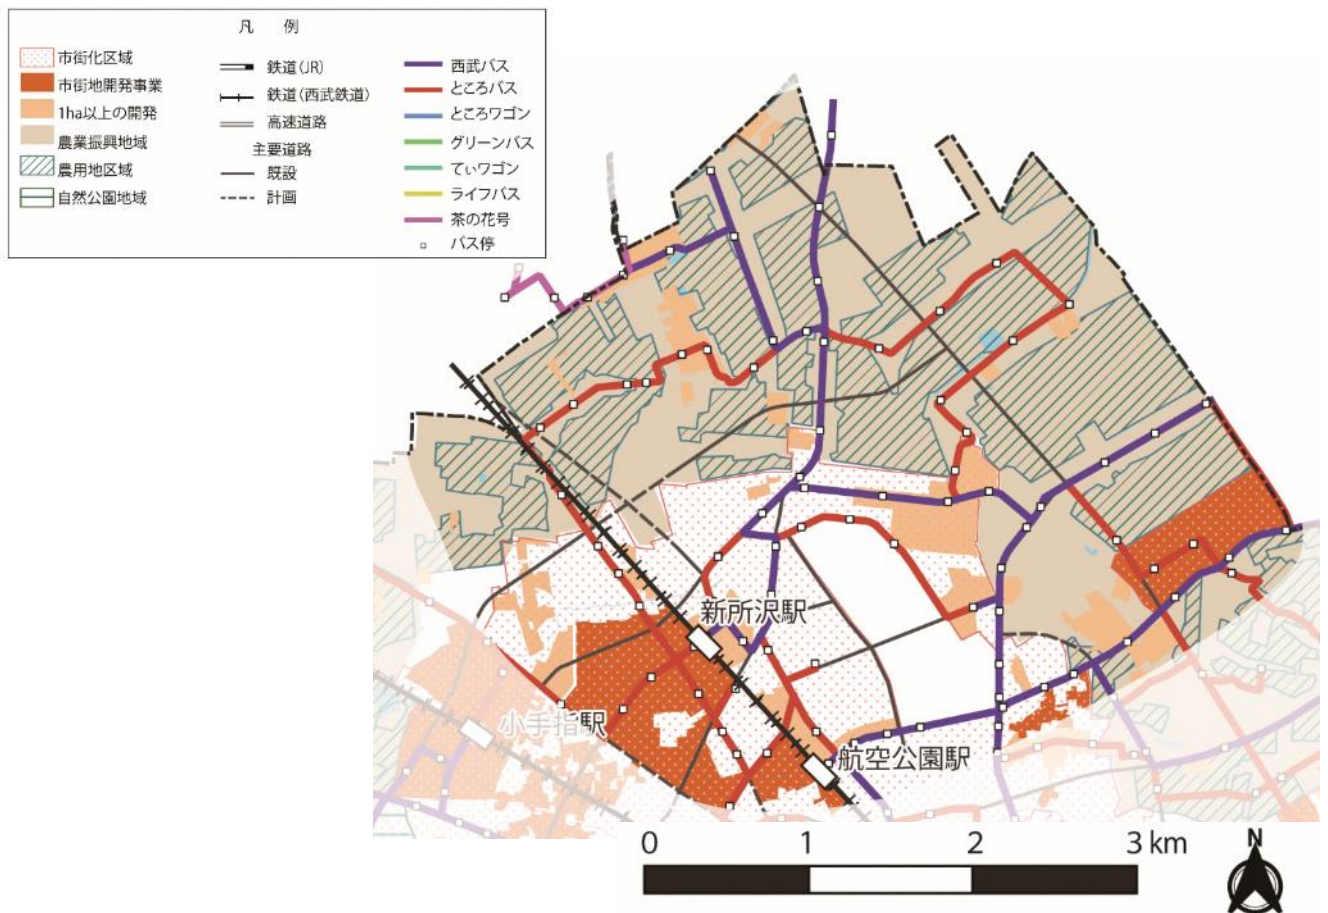 凡 例
市街化区域
市街地開発事業
1ha以上の開発
農業振興地域
農用地区域
自然公園地域
鉄道(JR)
鉄道(西武鉄道)
高速道路
主要道路
既設
計画
西武バス
ところバス
ところワゴン
グリーンバス
てぃワゴン
ライフバス
茶の花号
バス停
新所沢駅
小手指駅
航空公園駅
0 1 2 3 km
N